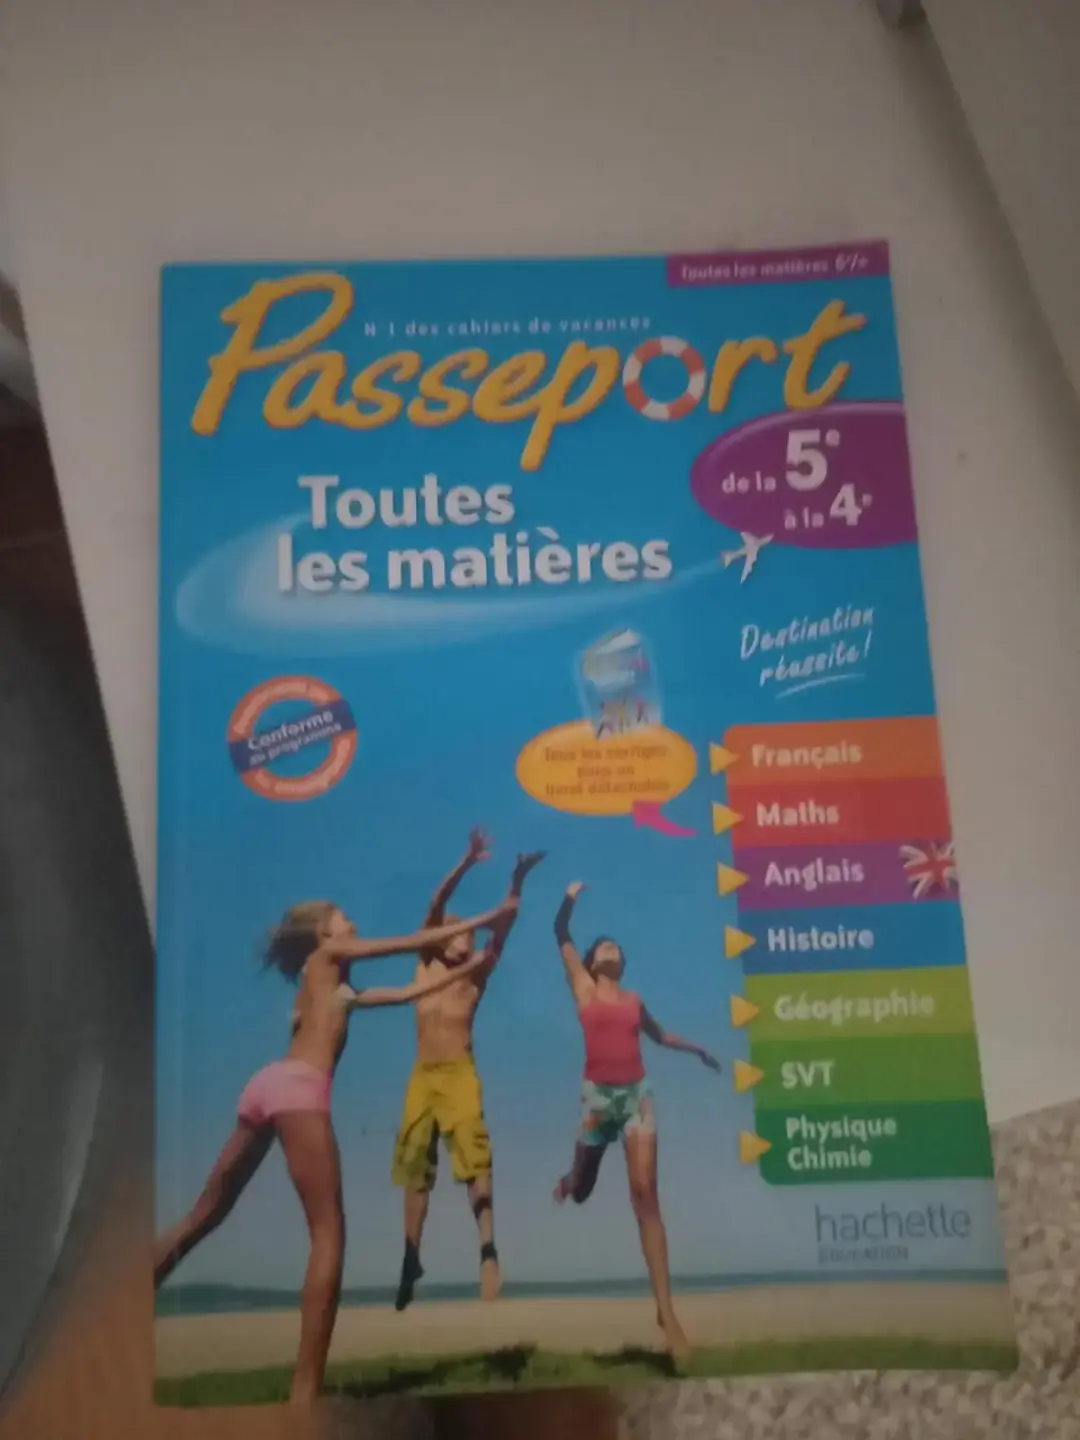 Toutes les matières
N°1 des cahiers de vacances
Passeport
de la 5e
à la 4e
Toutes
les matières
Destination
réussite !
Conforme
au programme
Tous les corrigés
dans un
livret détachable
Français
Maths
Anglais
Histoire
Géographie
SVT
Physique
Chimie
hachette
ÉDUCATION